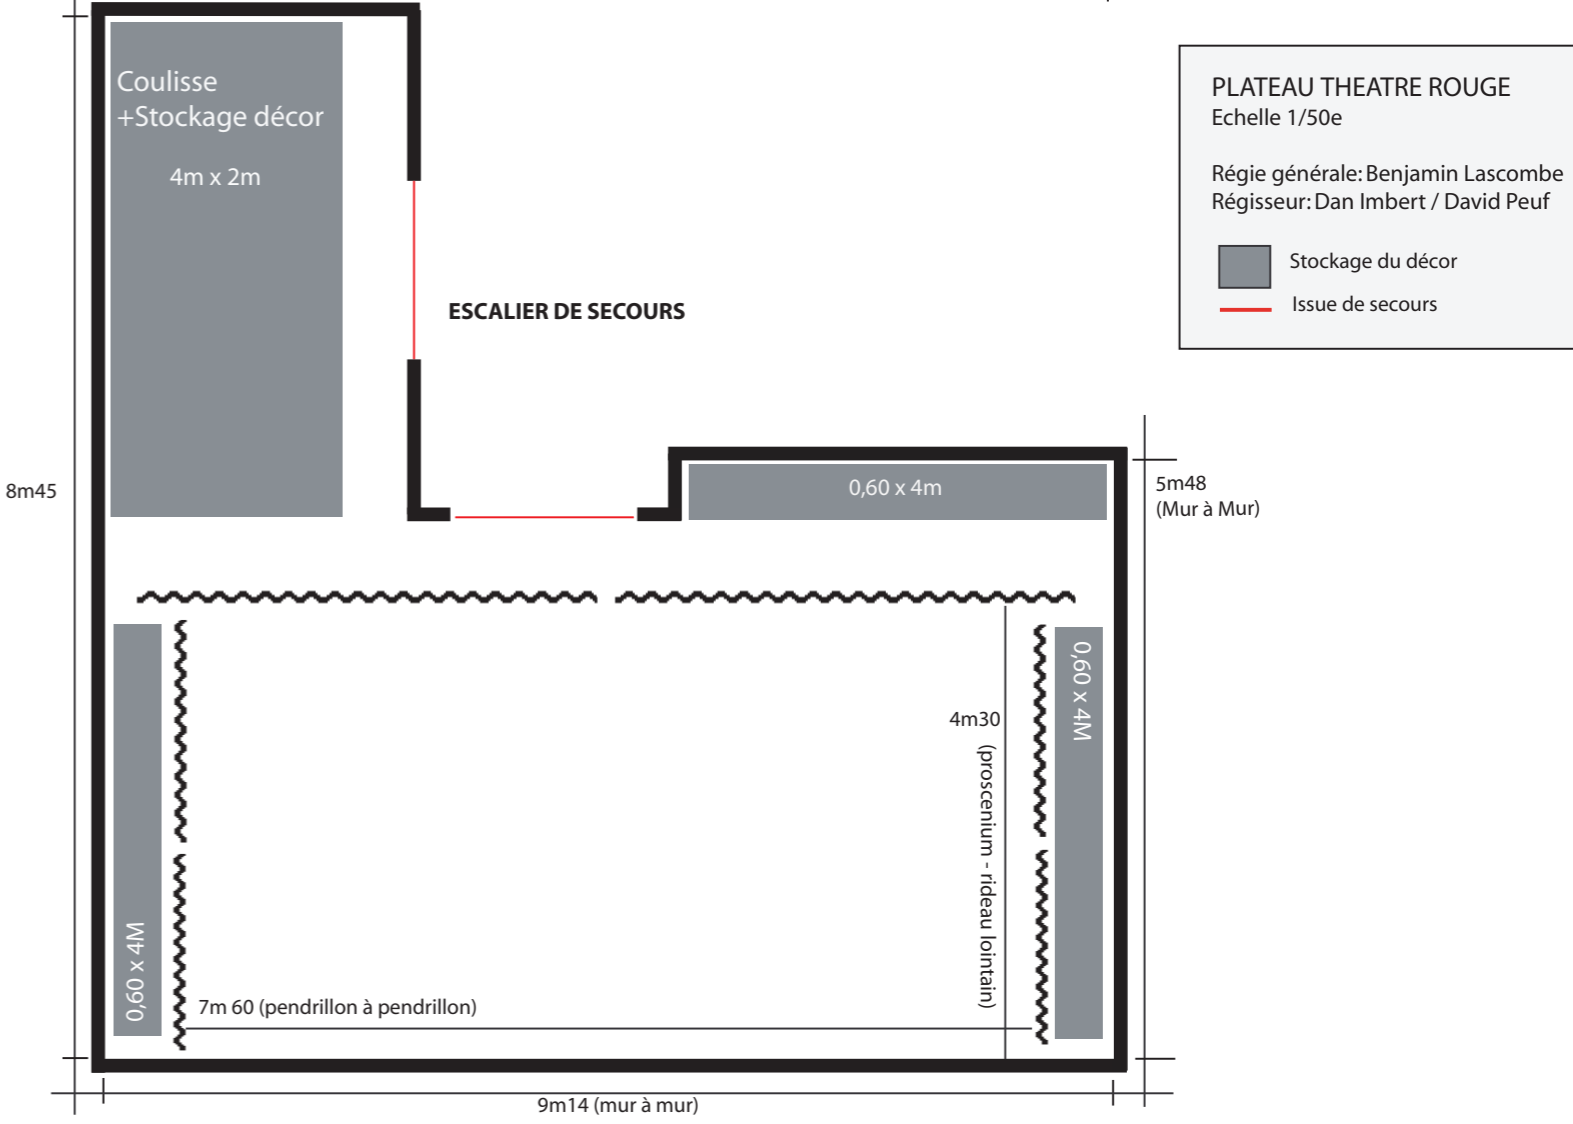 Coulisse
+Stockage décor
4m x 2m
PLATEAU THEATRE ROUGE
Echelle 1/50e
Régie générale: Benjamin Lascombe
Régisseur: Dan Imbert / David Peuf
Stockage du décor
Issue de secours
ESCALIER DE SECOURS
8m45
0,60 x 4m
5m48
(Mur à Mur)
0,60 x 4M
4m30
(proscenium - rideau lointain)
0,60 x 4M
7m 60 (pendrillon à pendrillon)
9m14 (mur à mur)